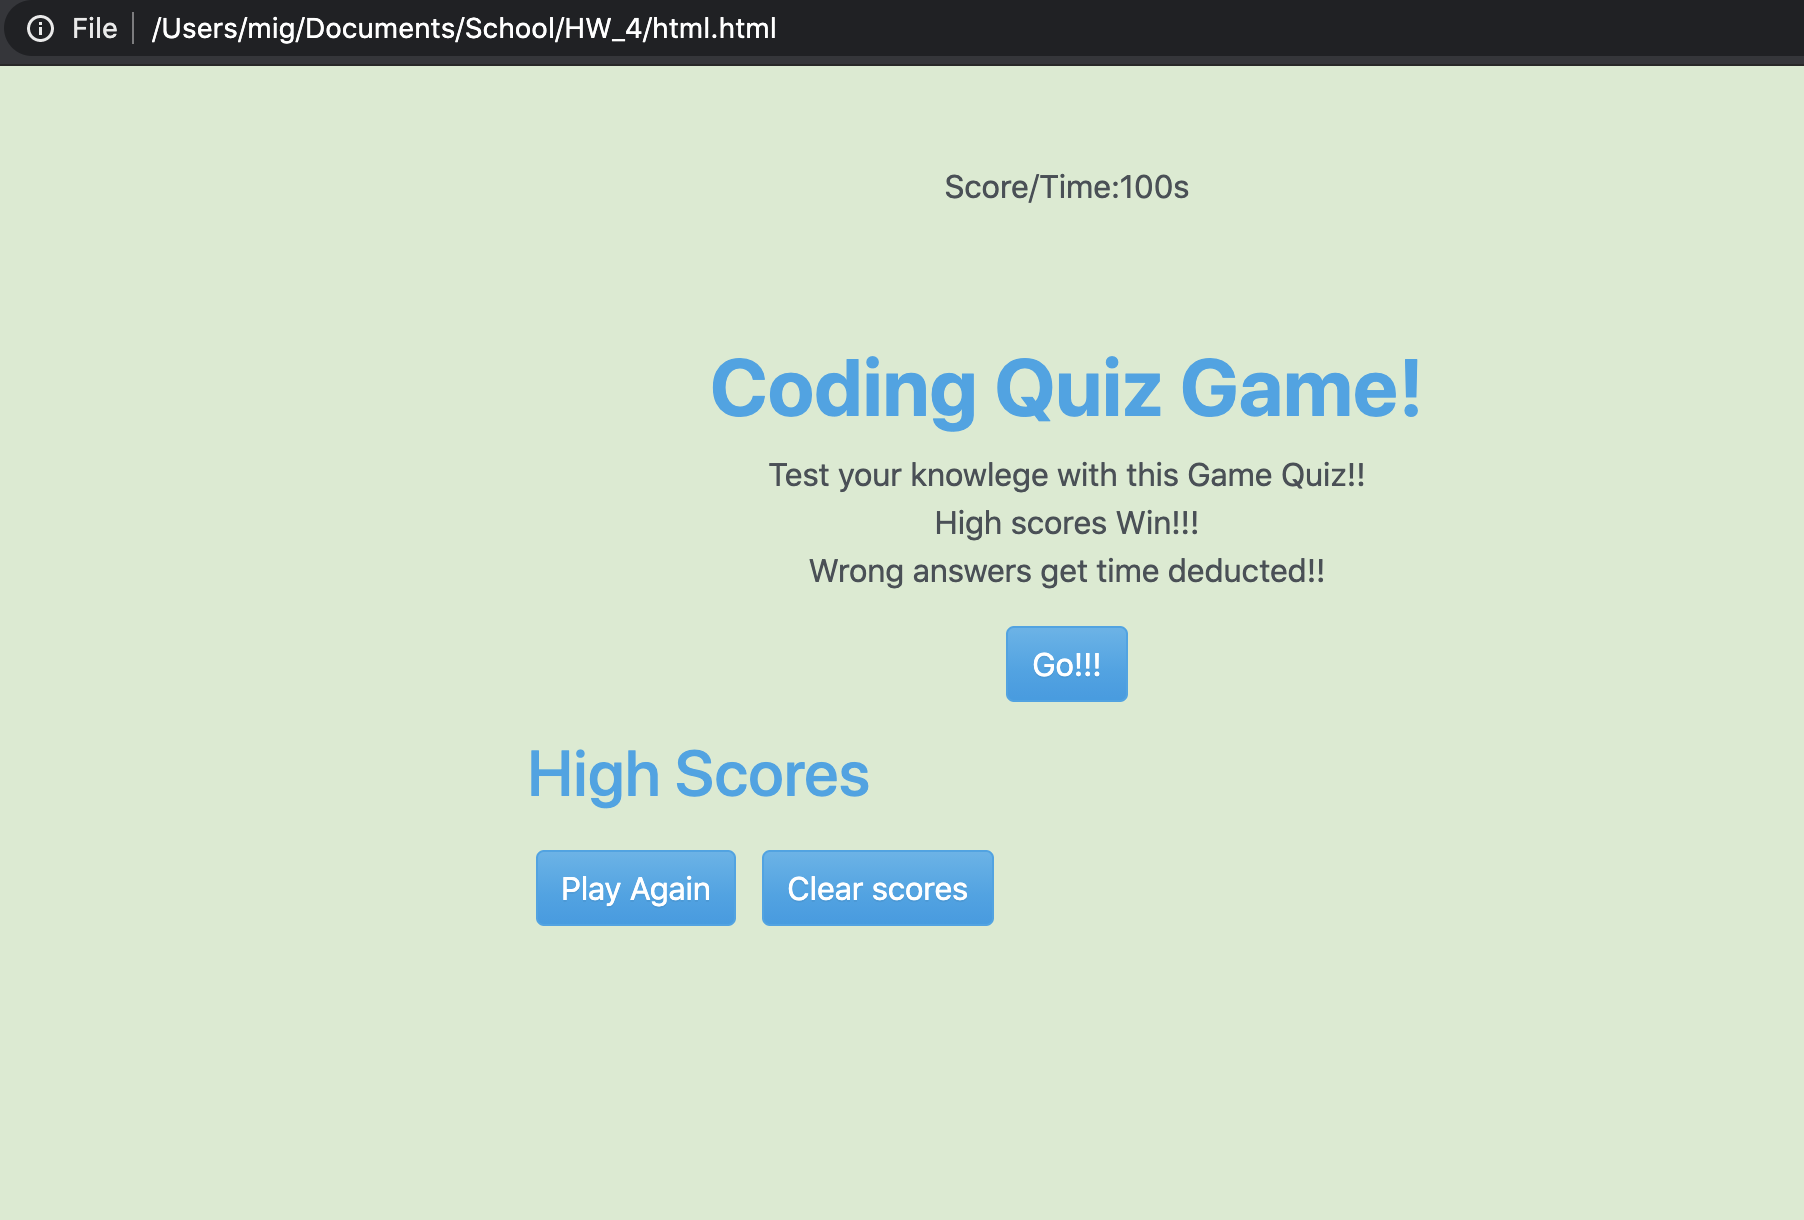 File /Users/mig/Documents/School/HW_4/html.html
Score/Time:100s
Coding Quiz Game!
Test your knowlege with this Game Quiz!!
High scores Win!!!
Wrong answers get time deducted!!
Go!!!
High Scores
Play Again Clear scores